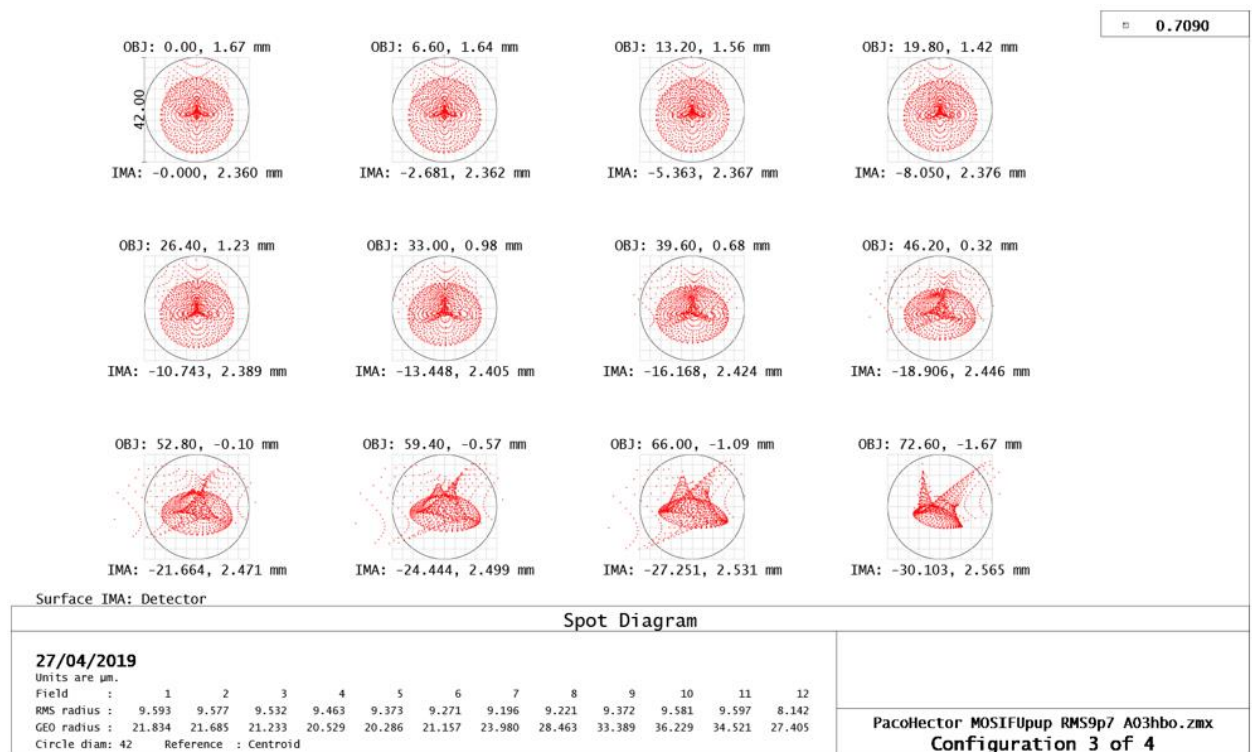 0.7090
OBJ: 0.00, 1.67 mm OBJ: 6.60, 1.64 mm OBJ: 13.20, 1.56 mm OBJ: 19.80, 1.42 mm
42.00
IMA: -0.000, 2.360 mm IMA: -2.681, 2.362 mm IMA: -5.363, 2.367 mm IMA: -8.050, 2.376 mm
OBJ: 26.40, 1.23 mm OBJ: 33.00, 0.98 mm OBJ: 39.60, 0.68 mm OBJ: 46.20, 0.32 mm
IMA: -10.743, 2.389 mm IMA: -13.448, 2.405 mm IMA: -16.168, 2.424 mm IMA: -18.906, 2.446 mm
OBJ: 52.80, -0.10 mm OBJ: 59.40, -0.57 mm OBJ: 66.00, -1.09 mm OBJ: 72.60, -1.67 mm
IMA: -21.664, 2.471 mm IMA: -24.444, 2.499 mm IMA: -27.251, 2.531 mm IMA: -30.103, 2.565 mm
Surface IMA: Detector
Spot Diagram
27/04/2019
Units are µm.
Field : 1 2 3 4 5 6 7 8 9 10 11 12
RMS radius : 9.593 9.577 9.532 9.463 9.373 9.271 9.196 9.221 9.372 9.581 9.597 8.142
GEO radius : 21.834 21.685 21.233 20.529 20.286 21.157 23.980 28.463 33.389 36.229 34.521 27.405
Circle diam: 42 Reference : Centroid
PacoHector MOSIFUpup RMS9p7 A03hbo.zmx
Configuration 3 of 4